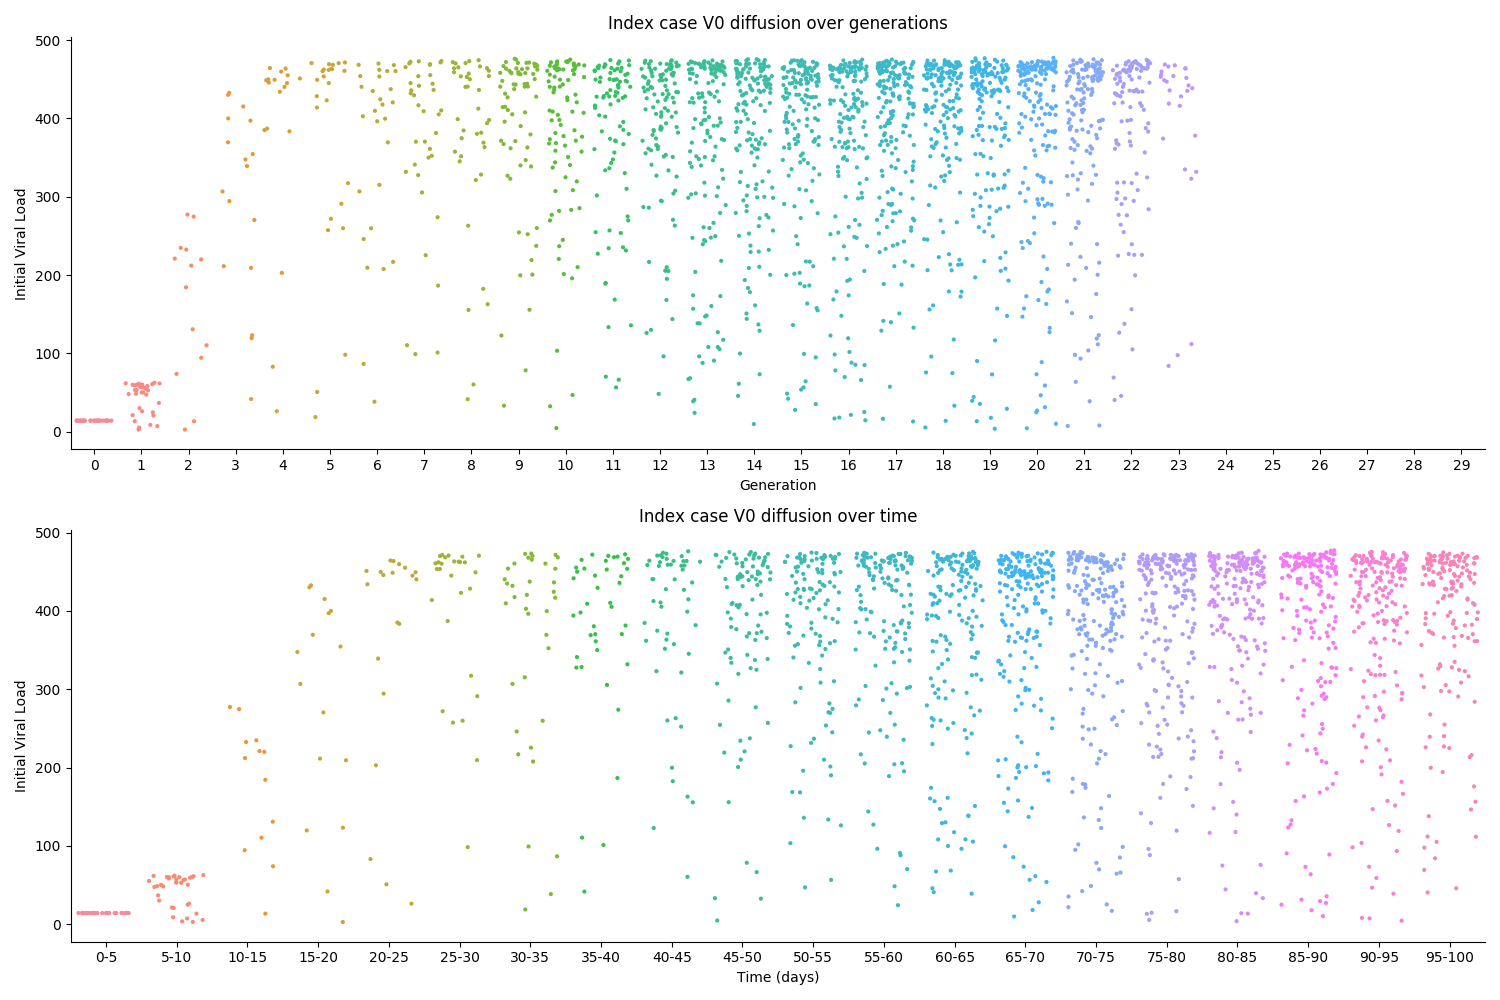 Index case V0 diffusion over generations
Initial Viral Load
500
400
300
200
100
0
0 1 2 3 4 5 6 7 8 9 10 11 12 13 14 15 16 17 18 19 20 21 22 23 24 25 26 27 28 29
Generation
Index case V0 diffusion over time
Initial Viral Load
500
400
300
200
100
0
0-5 5-10 10-15 15-20 20-25 25-30 30-35 35-40 40-45 45-50 50-55 55-60 60-65 65-70 70-75 75-80 80-85 85-90 90-95 95-100
Time (days)